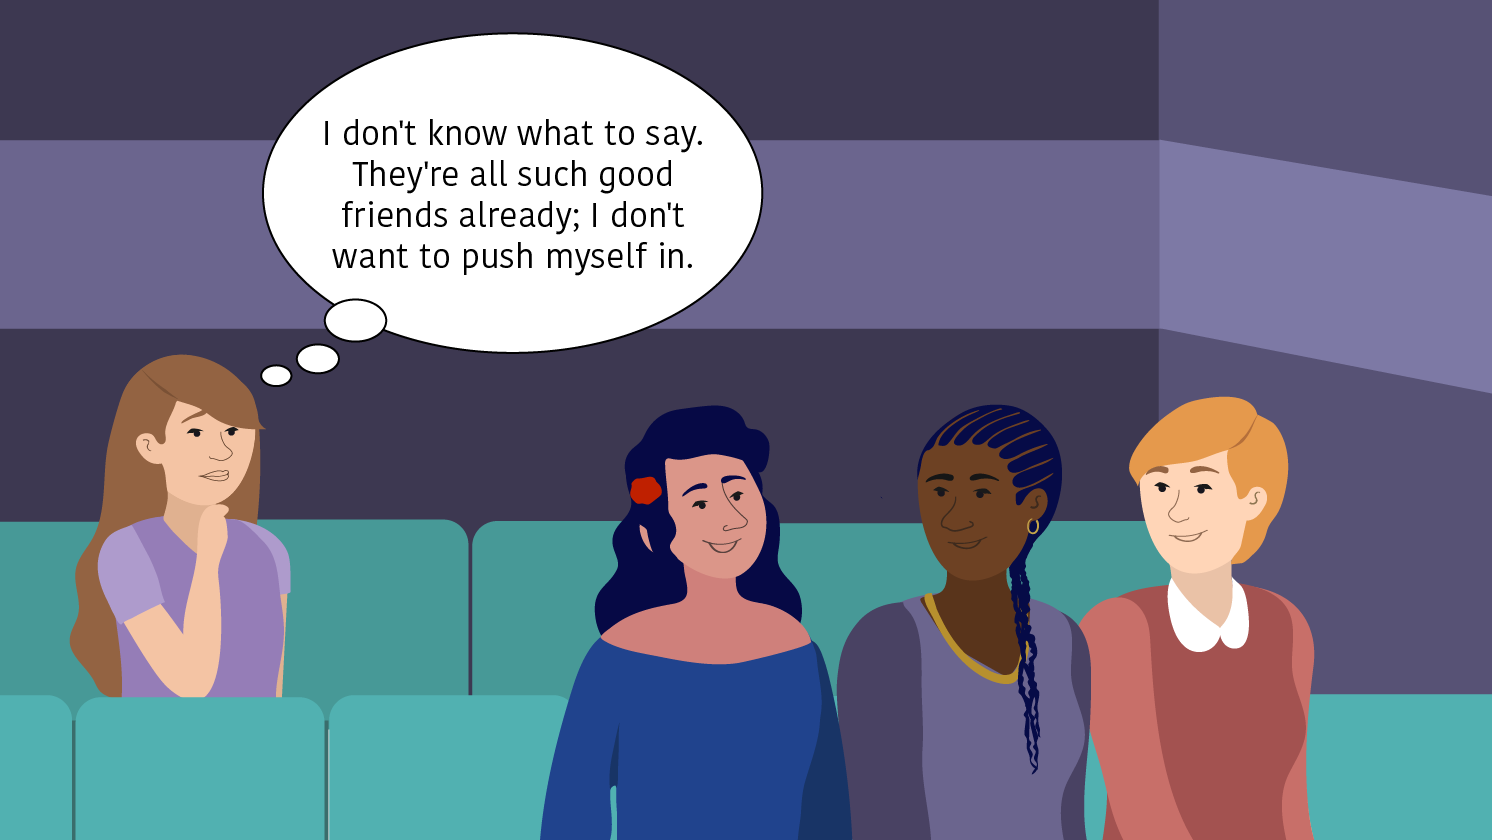 I don't know what to say.
They're all such good
friends already; I don't
want to push myself in.